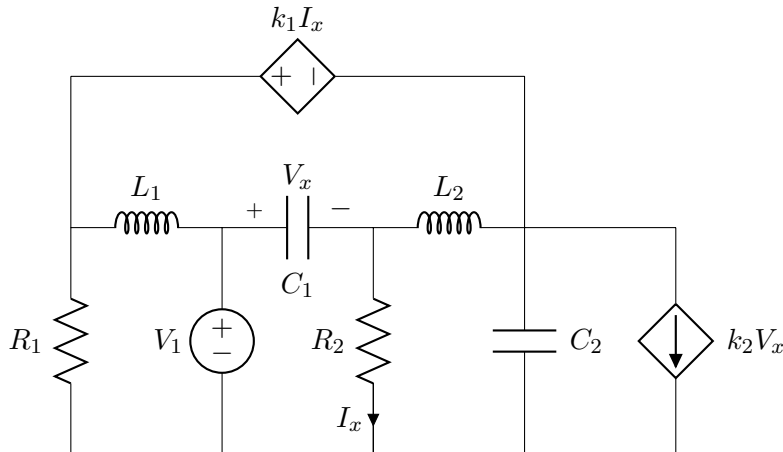 k₁Iₓ
+ −
L₁ Vₓ L₂
+ −
C₁
R₁ V₁ + − R₂ C₂ k₂Vₓ
Iₓ